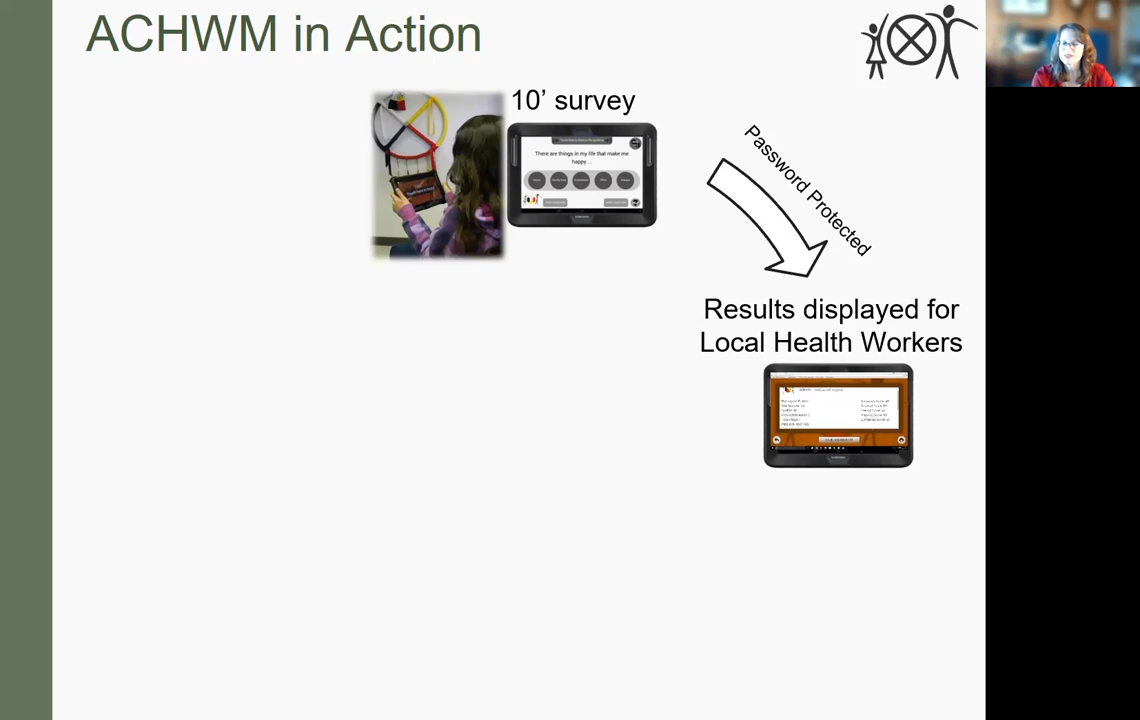 ACHWM in Action
10’ survey
There are things in my life that make me
happy ...
Password Protected
Results displayed for
Local Health Workers